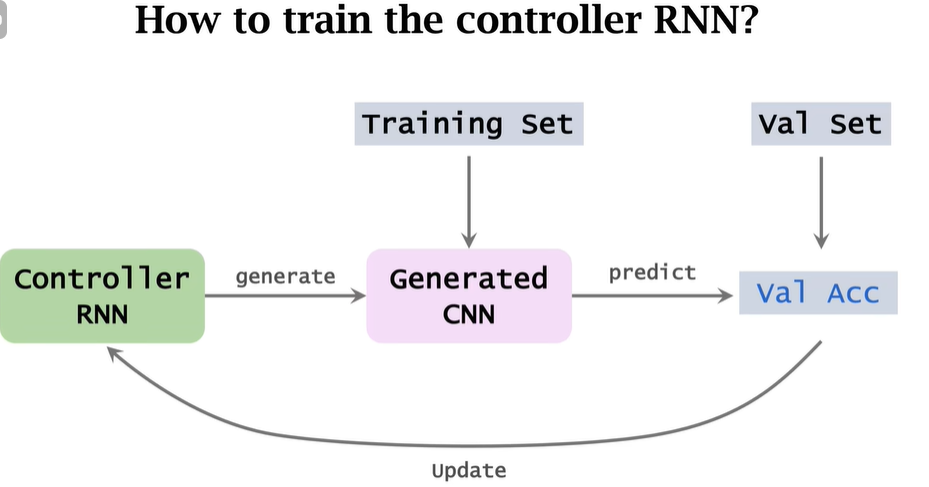 How to train the controller RNN?
Training Set
Val Set
Controller
RNN
generate
Generated
CNN
predict
Val Acc
Update